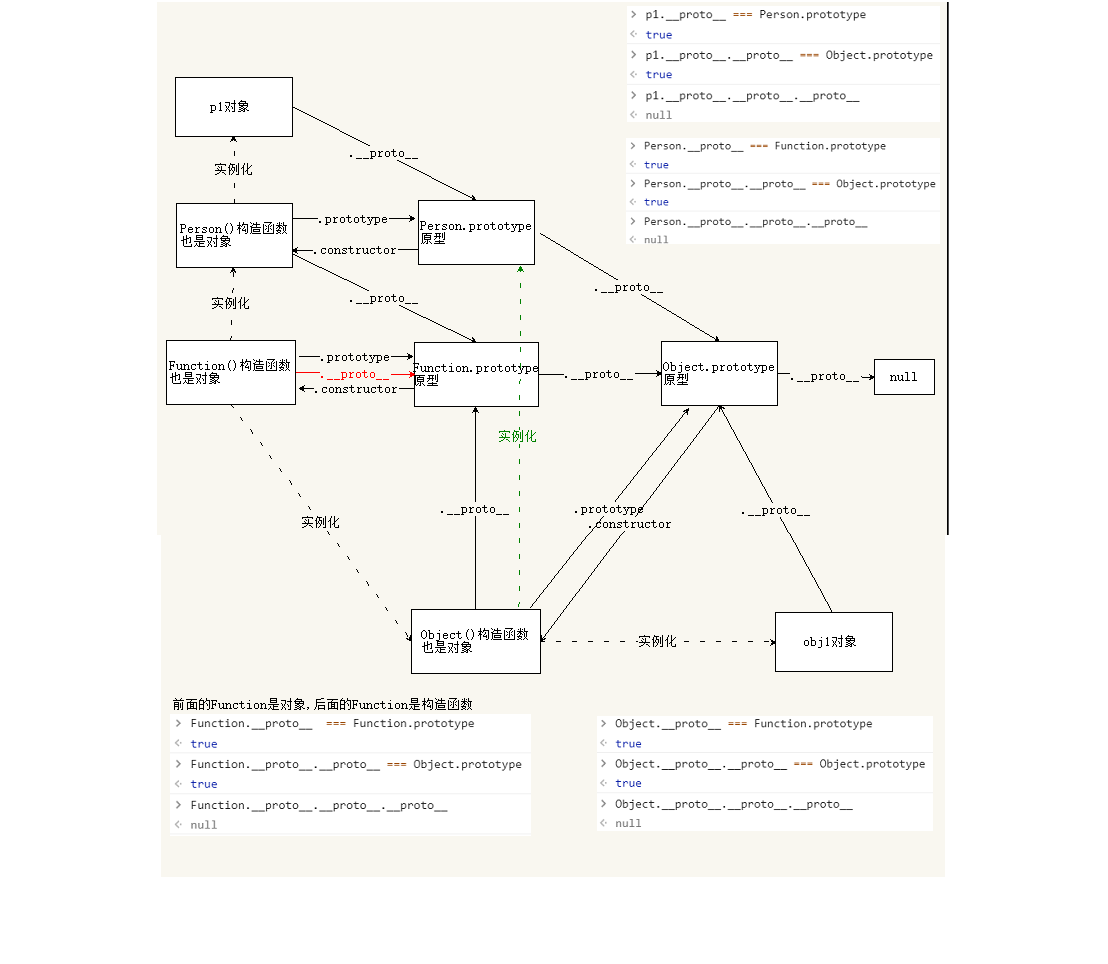 > p1.__proto__ === Person.prototype
< true
> p1.__proto__.__proto__ === Object.prototype
< true
> p1.__proto__.__proto__.__proto__
< null
> Person.__proto__ === Function.prototype
< true
> Person.__proto__.__proto__ === Object.prototype
< true
> Person.__proto__.__proto__.__proto__
< null
p1对象
.__proto__
实例化
Person()构造函数
也是对象
.prototype
.constructor
Person.prototype
原型
.__proto__
实例化
.__proto__
Function()构造函数
也是对象
.prototype
.__proto__
.constructor
Function.prototype
原型
.__proto__
Object.prototype
原型
.__proto__
null
实例化
实例化
.__proto__
.prototype
.constructor
.__proto__
Object()构造函数
也是对象
实例化
obj1对象
前面的Function是对象,后面的Function是构造函数
> Function.__proto__ === Function.prototype
< true
> Function.__proto__.__proto__ === Object.prototype
< true
> Function.__proto__.__proto__.__proto__
< null
> Object.__proto__ === Function.prototype
< true
> Object.__proto__.__proto__ === Object.prototype
< true
> Object.__proto__.__proto__.__proto__
< null